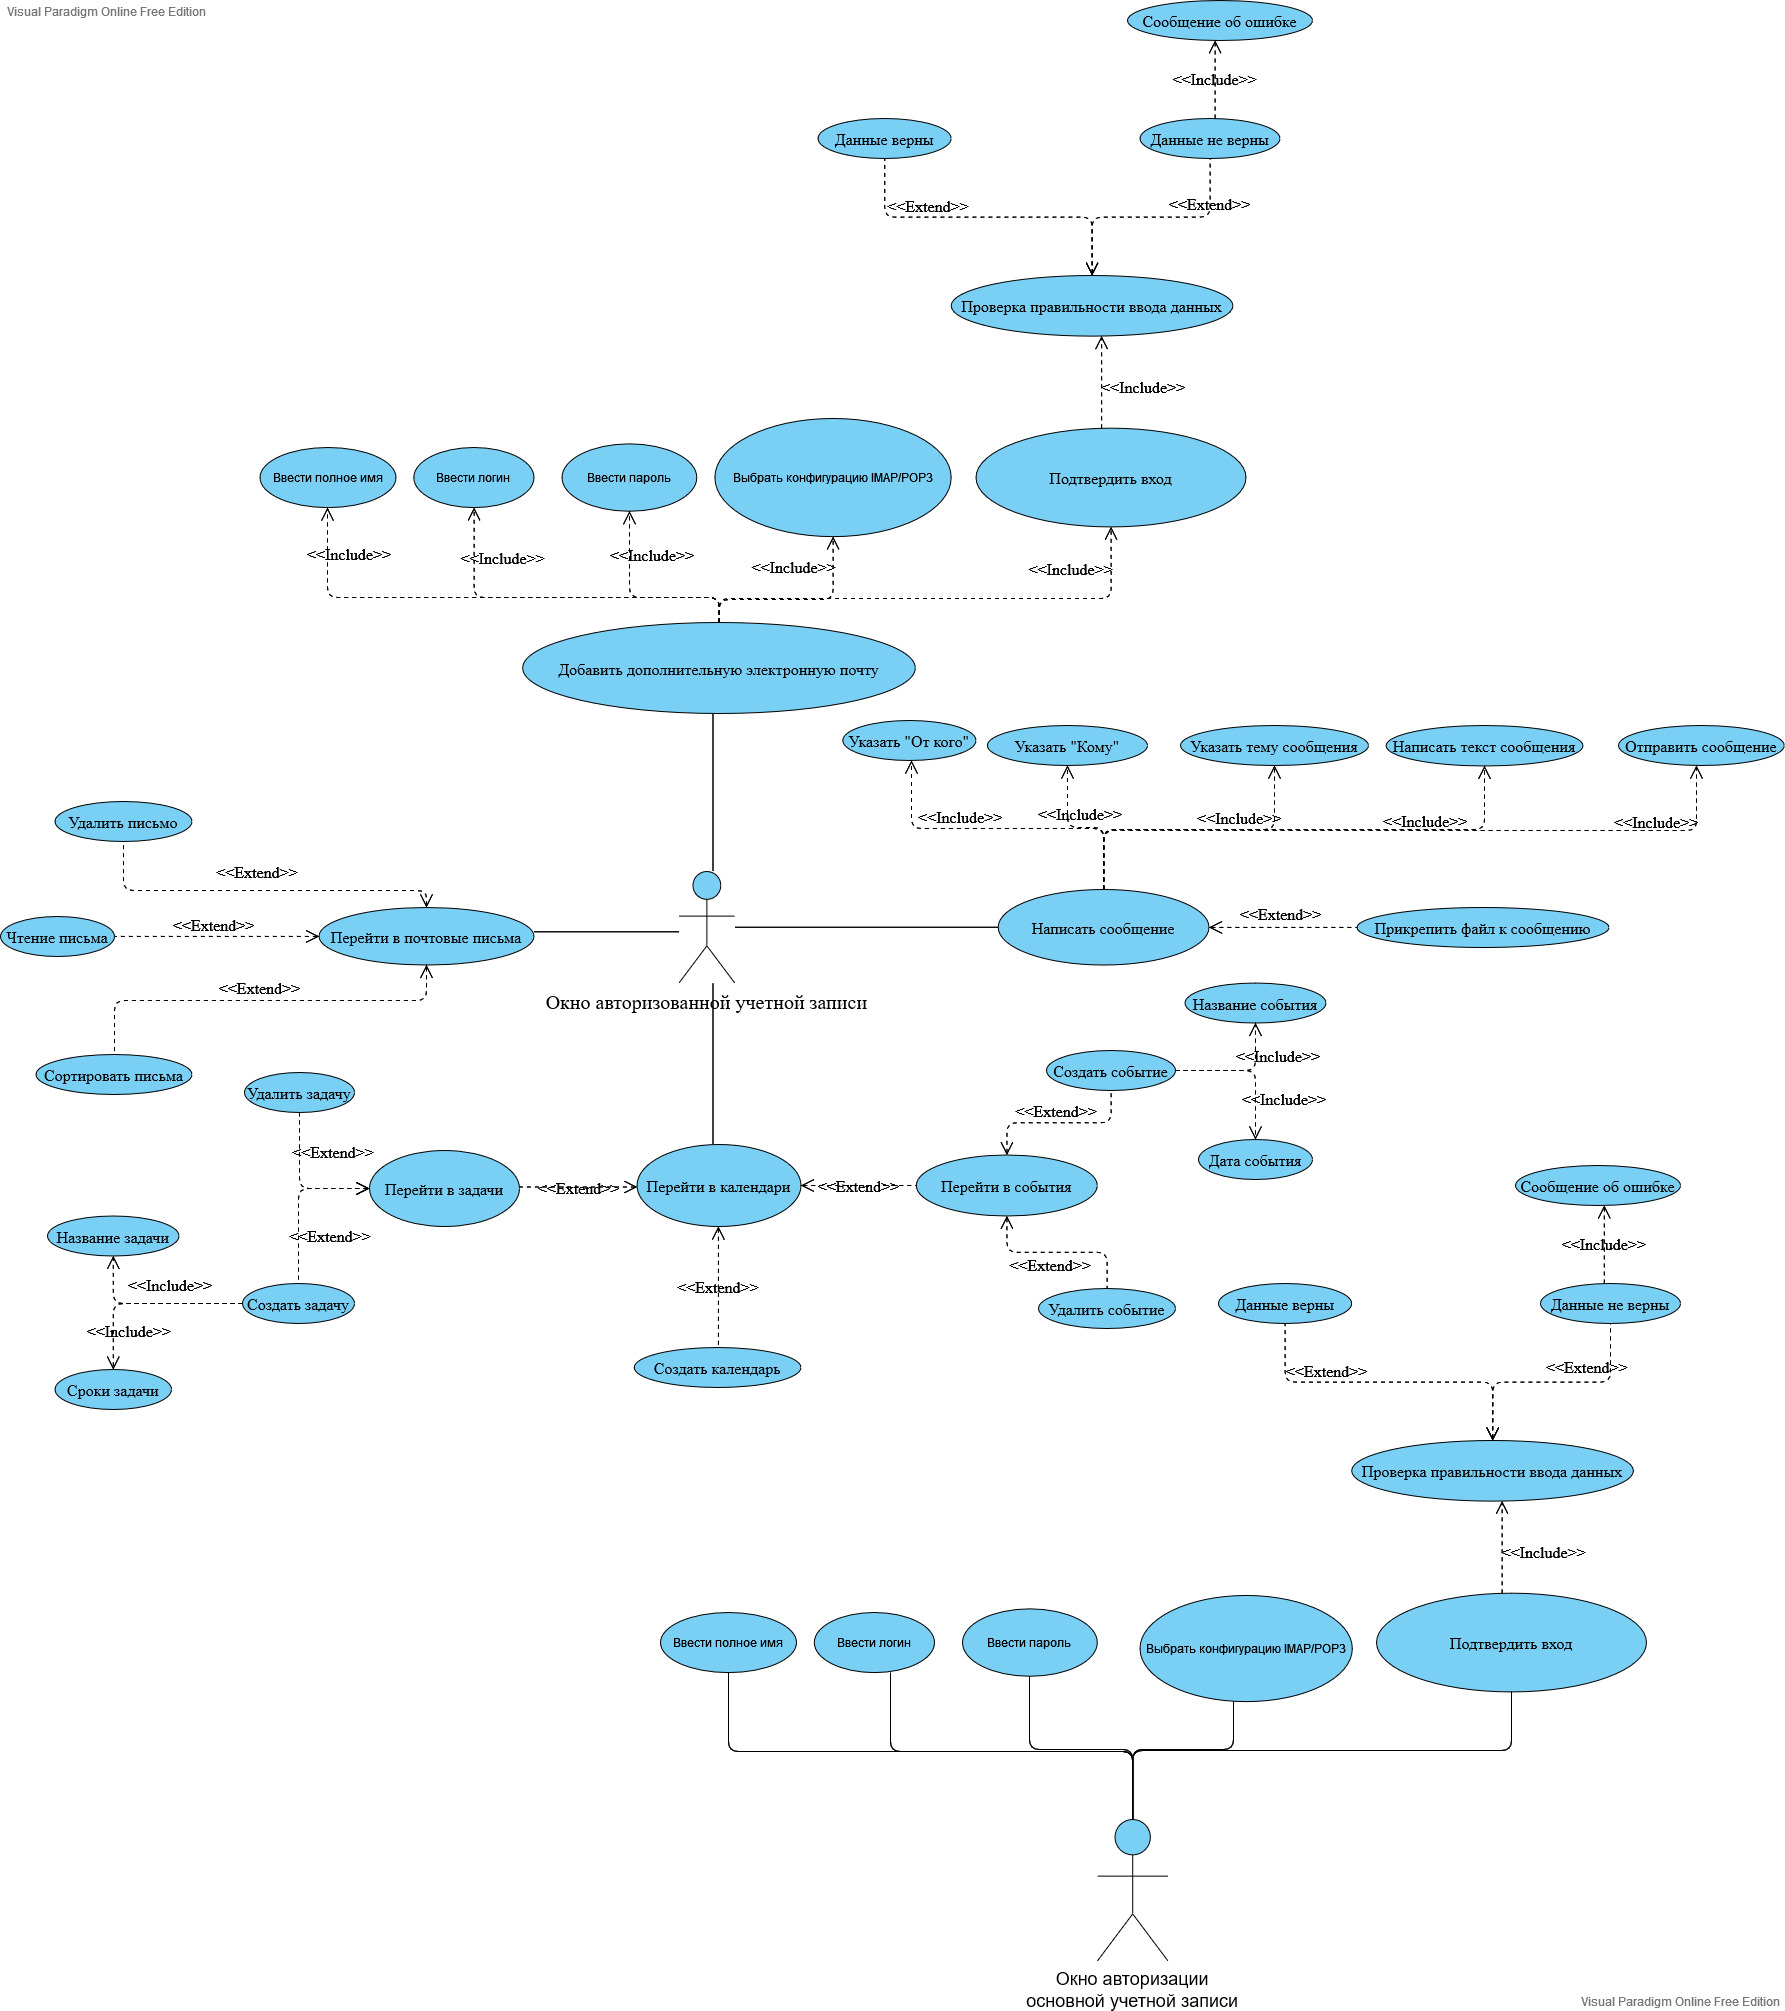 Visual Paradigm Online Free Edition
Сообщение об ошибке
<<Include>>
Данные верны
Данные не верны
<<Extend>>
<<Extend>>
Проверка правильности ввода данных
<<Include>>
Ввести полное имя
Ввести логин
Ввести пароль
Выбрать конфигурацию IMAP/POP3
Подтвердить вход
<<Include>>
<<Include>>
<<Include>>
<<Include>>
<<Include>>
Добавить дополнительную электронную почту
Указать "От кого"
Указать "Кому"
Указать тему сообщения
Написать текст сообщения
Отправить сообщение
<<Include>>
<<Include>>
<<Include>>
<<Include>>
<<Include>>
Удалить письмо
<<Extend>>
Чтение письма
<<Extend>>
Перейти в почтовые письма
Написать сообщение
<<Extend>>
Прикрепить файл к сообщению
<<Extend>>
Окно авторизованной учетной записи
Название события
Сортировать письма
Удалить задачу
Создать событие
<<Include>>
<<Include>>
<<Extend>>
<<Extend>>
Дата события
Перейти в задачи
<<Extend>>
Перейти в календари
<<Extend>>
Перейти в события
Сообщение об ошибке
Название задачи
<<Extend>>
<<Include>>
<<Extend>>
<<Include>>
<<Extend>>
Создать задачу
Удалить событие
Данные верны
Данные не верны
<<Include>>
Сроки задачи
Создать календарь
<<Extend>>
<<Extend>>
Проверка правильности ввода данных
<<Include>>
Ввести полное имя
Ввести логин
Ввести пароль
Выбрать конфигурацию IMAP/POP3
Подтвердить вход
Окно авторизации
основной учетной записи
Visual Paradigm Online Free Edition